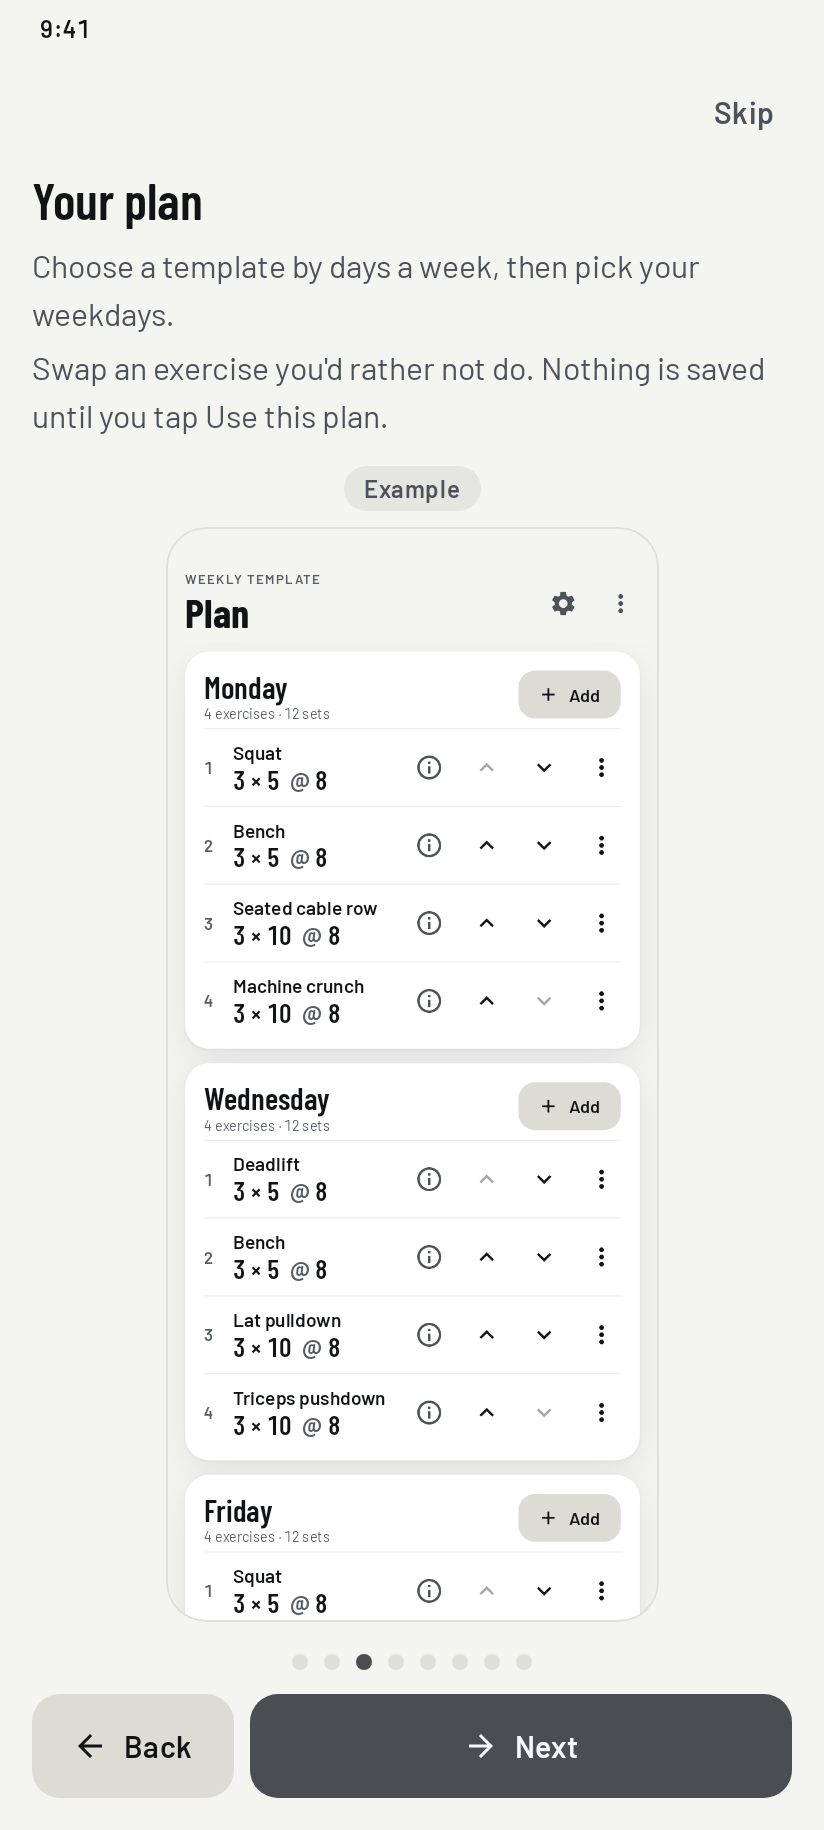 9:41
Skip
Your plan
Choose a template by days a week, then pick your
weekdays.
Swap an exercise you'd rather not do. Nothing is saved
until you tap Use this plan.
Example
WEEKLY TEMPLATE
Plan
Monday
4 exercises · 12 sets
+ Add
1 Squat
3 × 5 @ 8
2 Bench
3 × 5 @ 8
3 Seated cable row
3 × 10 @ 8
4 Machine crunch
3 × 10 @ 8
Wednesday
4 exercises · 12 sets
+ Add
1 Deadlift
3 × 5 @ 8
2 Bench
3 × 5 @ 8
3 Lat pulldown
3 × 10 @ 8
4 Triceps pushdown
3 × 10 @ 8
Friday
4 exercises · 12 sets
+ Add
1 Squat
3 × 5 @ 8
Back
Next